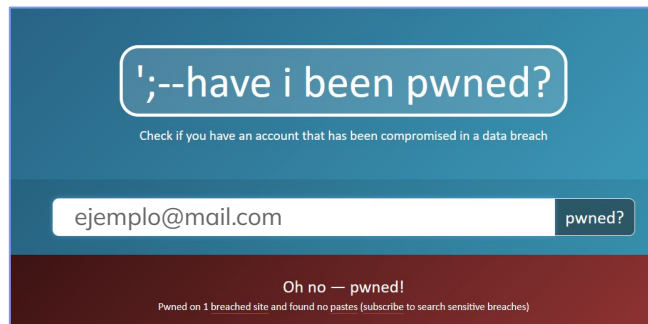 ';--have i been pwned?
Check if you have an account that has been compromised in a data breach
ejemplo@mail.com
pwned?
Oh no — pwned!
Pwned on 1 breached site and found no pastes (subscribe to search sensitive breaches)